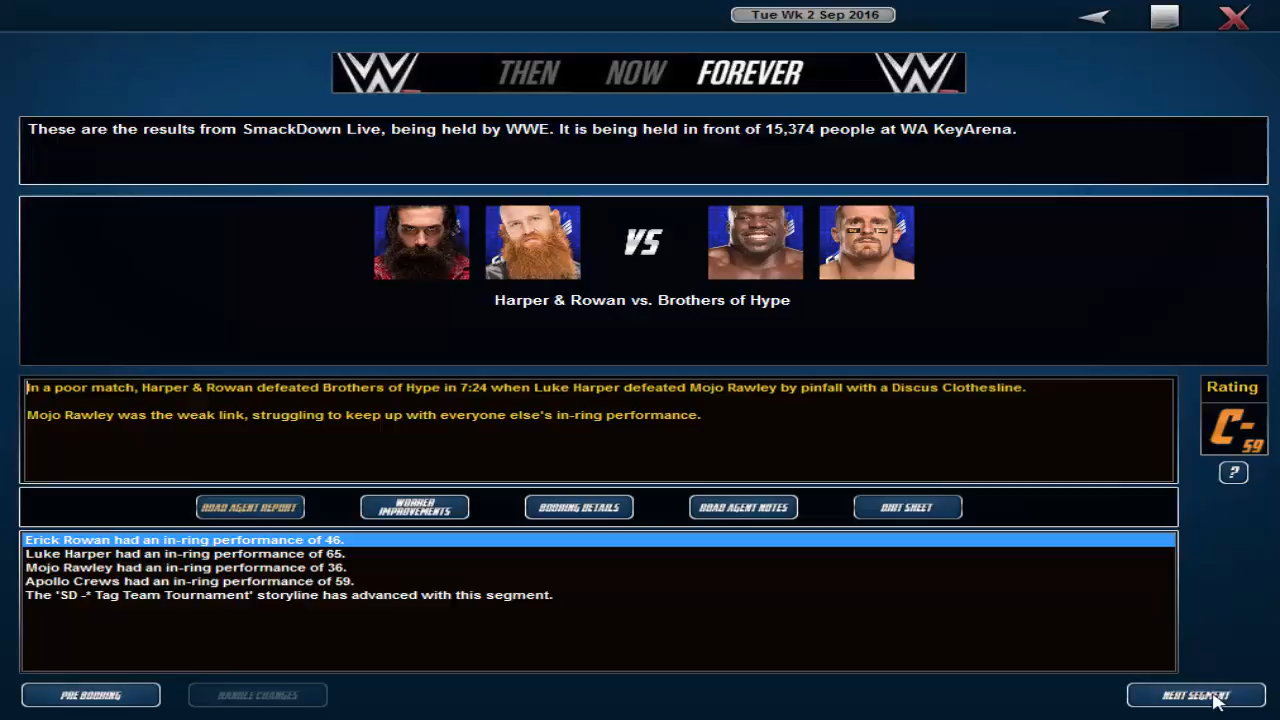 Tue Wk 2 Sep 2016
W THEN NOW FOREVER W
These are the results from SmackDown Live, being held by WWE. It is being held in front of 15,374 people at WA KeyArena.
VS
Harper & Rowan vs. Brothers of Hype
In a poor match, Harper & Rowan defeated Brothers of Hype in 7:24 when Luke Harper defeated Mojo Rawley by pinfall with a Discus Clothesline.
Rating
Mojo Rawley was the weak link, struggling to keep up with everyone else's in-ring performance.
C-
59
?
ROAD AGENT REPORT
WORKER
IMPROVEMENTS
BOOKING DETAILS
ROAD AGENT NOTES
DIRT SHEET
Erick Rowan had an in-ring performance of 46.
Luke Harper had an in-ring performance of 65.
Mojo Rawley had an in-ring performance of 36.
Apollo Crews had an in-ring performance of 59.
The 'SD -* Tag Team Tournament' storyline has advanced with this segment.
PRE BOOKING
HANDLE CHANGES
NEXT SEGMENT